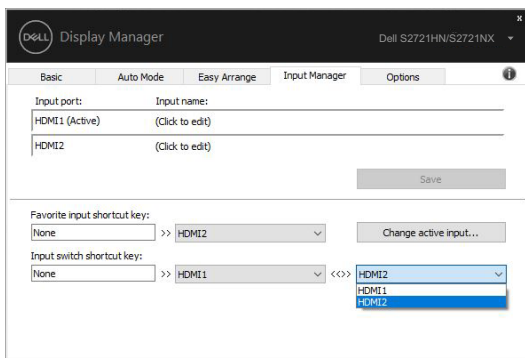 DELL Display Manager Dell S2721HN/S2721NX
x
Basic Auto Mode Easy Arrange Input Manager Options i
Input port: Input name:
HDMI1 (Active) (Click to edit)
HDMI2 (Click to edit)
Save
Favorite input shortcut key:
None >> HDMI2 Change active input...
Input switch shortcut key:
None >> HDMI1 <<>> HDMI2
HDMI1
HDMI2